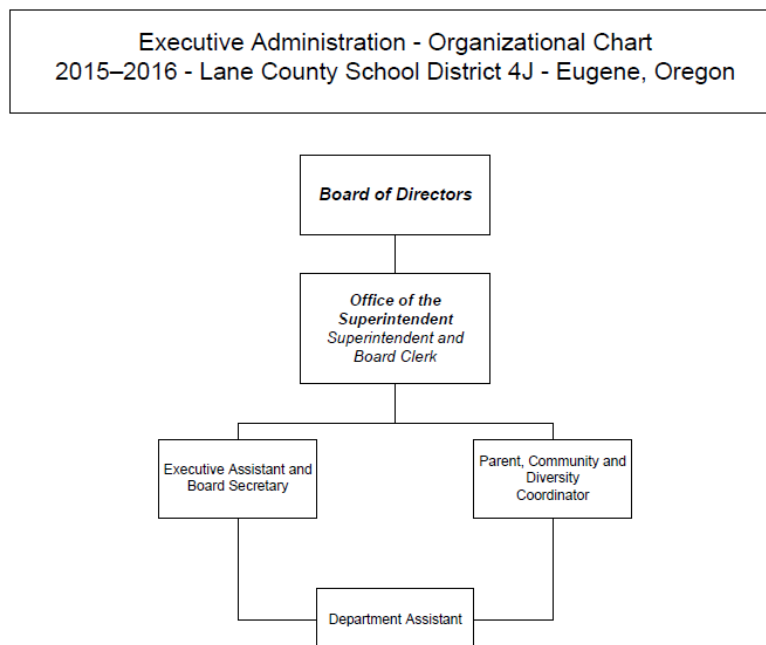 Executive Administration - Organizational Chart
2015–2016 - Lane County School District 4J - Eugene, Oregon
Board of Directors
Office of the
Superintendent
Superintendent and
Board Clerk
Executive Assistant and
Board Secretary
Parent, Community and
Diversity
Coordinator
Department Assistant